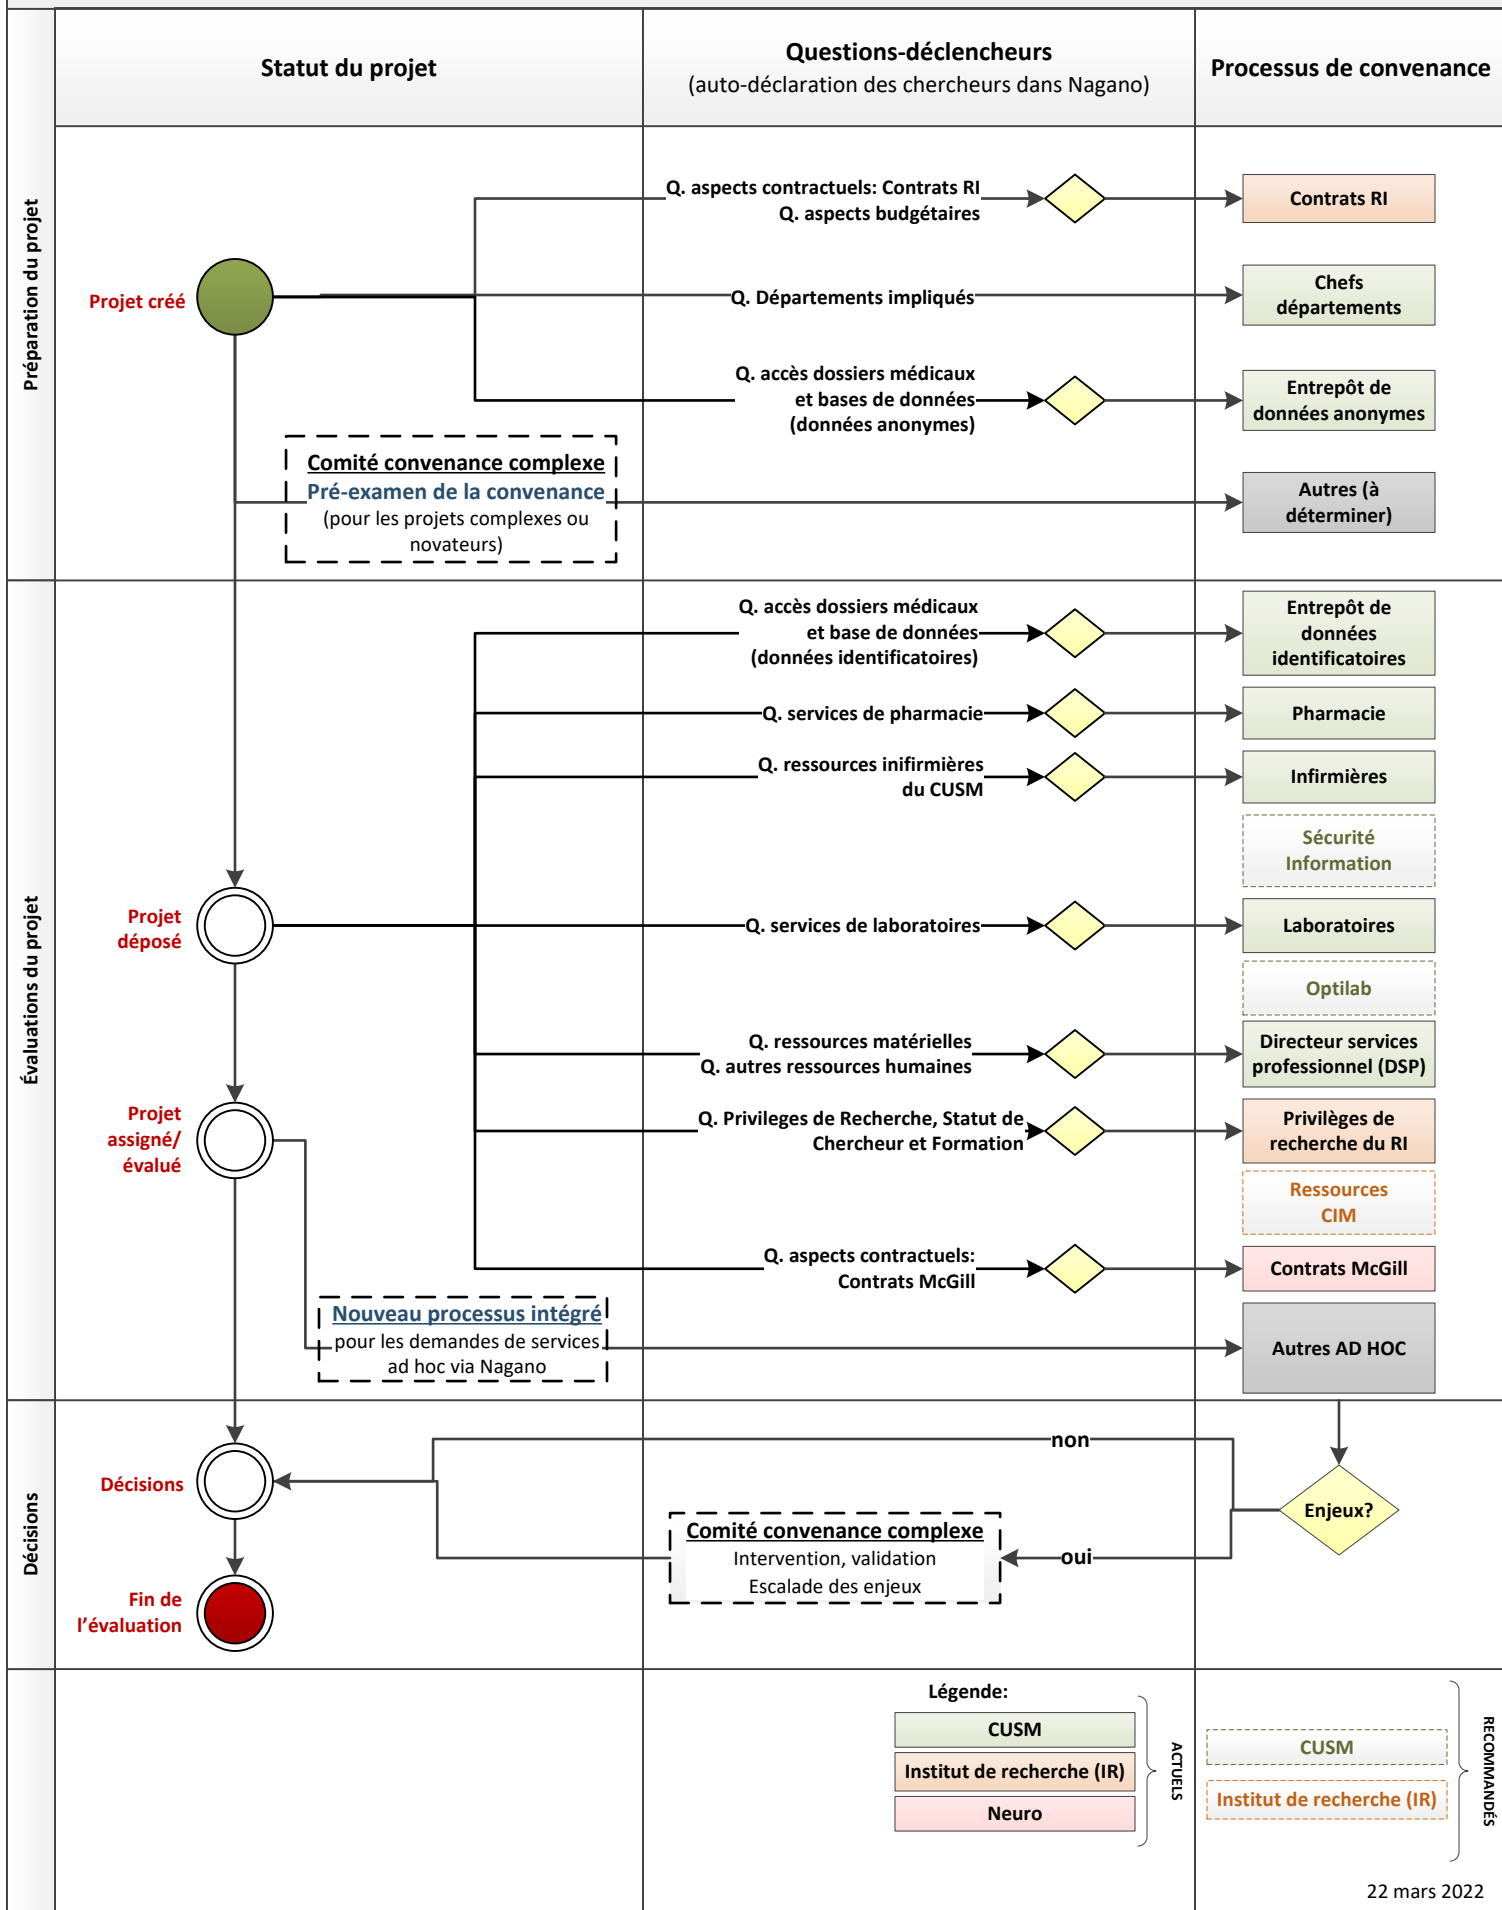 Statut du projet
Questions-déclencheurs
(auto-déclaration des chercheurs dans Nagano)
Processus de convenance
Préparation du projet
Q. aspects contractuels: Contrats RI
Q. aspects budgétaires
Contrats RI
Projet créé
Q. Départements impliqués
Chefs
départements
Q. accès dossiers médicaux
et bases de données
(données anonymes)
Entrepôt de
données anonymes
Comité convenance complexe
Pré-examen de la convenance
(pour les projets complexes ou
novateurs)
Autres (à
déterminer)
Évaluations du projet
Q. accès dossiers médicaux
et base de données
(données identificatoires)
Entrepôt de
données
identificatoires
Q. services de pharmacie
Pharmacie
Q. ressources inifirmières
du CUSM
Infirmières
Sécurité
Information
Projet
déposé
Q. services de laboratoires
Laboratoires
Optilab
Q. ressources matérielles
Q. autres ressources humaines
Directeur services
professionnel (DSP)
Projet
assigné/
évalué
Q. Privileges de Recherche, Statut de
Chercheur et Formation
Privilèges de
recherche du RI
Ressources
CIM
Q. aspects contractuels:
Contrats McGill
Contrats McGill
Nouveau processus intégré
pour les demandes de services
ad hoc via Nagano
Autres AD HOC
Décisions
non
Décisions
Enjeux?
Comité convenance complexe
Intervention, validation
Escalade des enjeux
oui
Fin de
l'évaluation
Légende:
CUSM
Institut de recherche (IR)
Neuro
ACTUELS
CUSM
Institut de recherche (IR)
RECOMMANDÉS
22 mars 2022